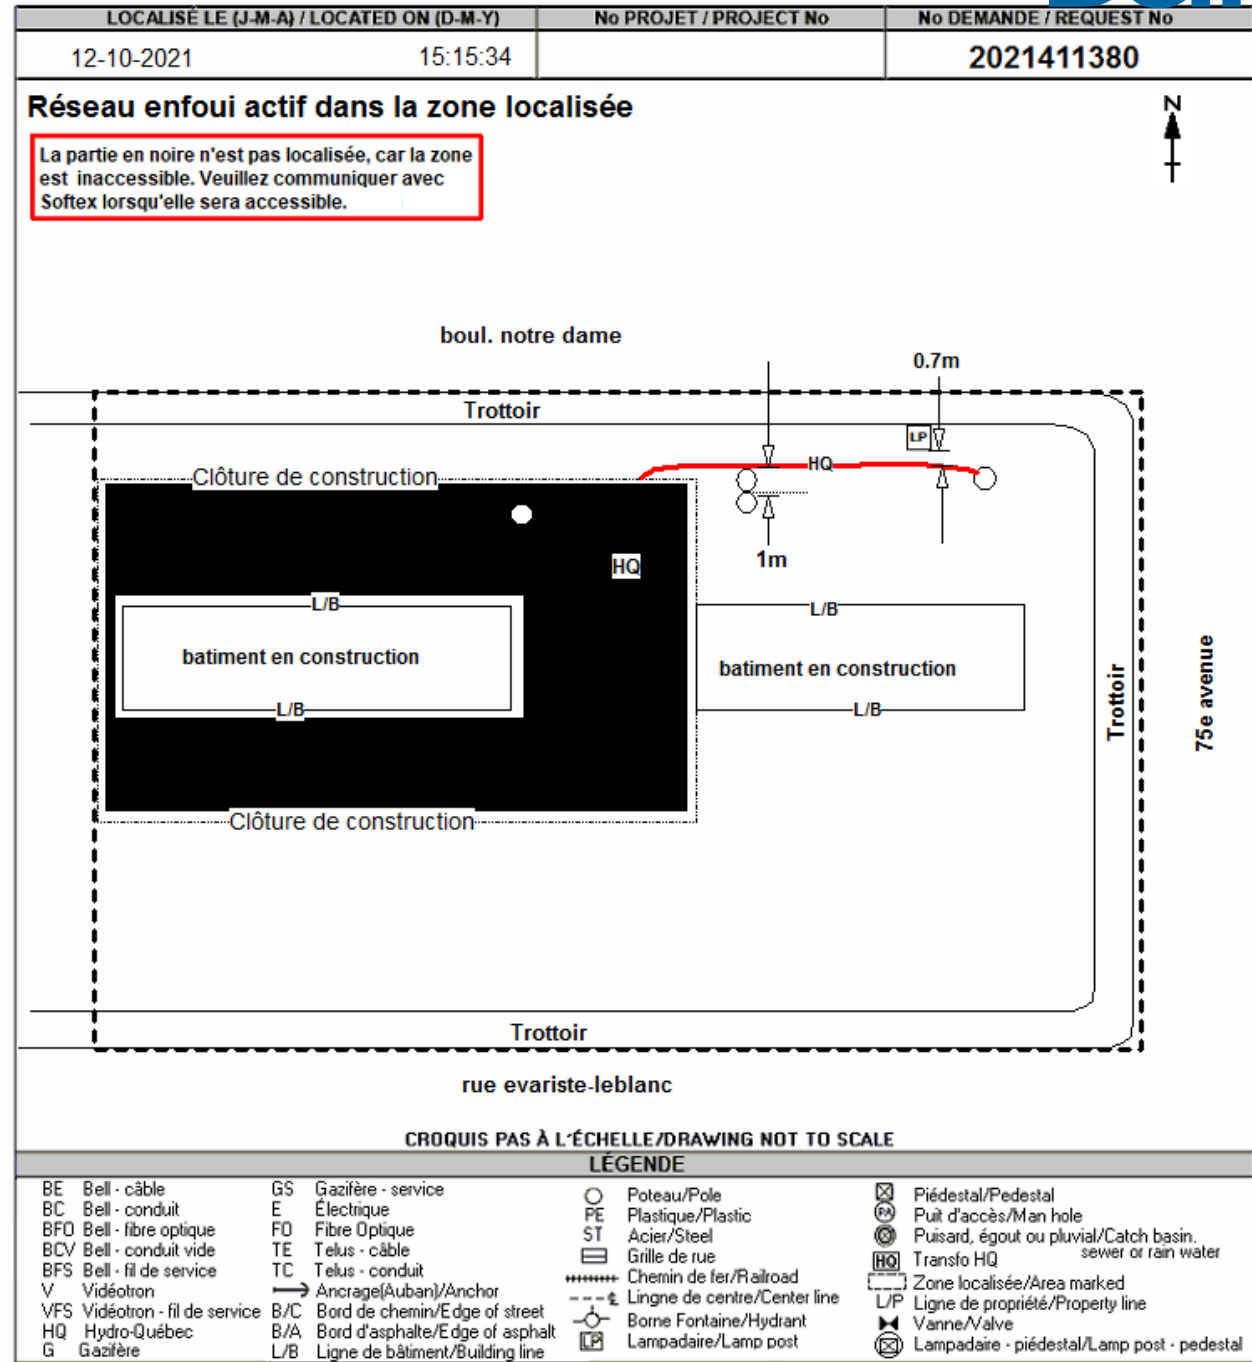 LOCALISÉ LE (J-M-A) / LOCATED ON (D-M-Y) No PROJET / PROJECT No No DEMANDE / REQUEST No
12-10-2021 15:15:34 2021411380
Réseau enfoui actif dans la zone localisée
N
La partie en noire n'est pas localisée, car la zone
est inaccessible. Veuillez communiquer avec
Softex lorsqu'elle sera accessible.
boul. notre dame
0.7m
Trottoir
LP
HQ
Clôture de construction
1m
HQ
L/B
L/B
batiment en construction
batiment en construction
L/B
L/B
Trottoir
75e avenue
Clôture de construction
Trottoir
rue evariste-leblanc
CROQUIS PAS À L'ÉCHELLE/DRAWING NOT TO SCALE
LÉGENDE
BE Bell - câble
BC Bell - conduit
BFO Bell - fibre optique
BCV Bell - conduit vide
BFS Bell - fil de service
V Vidéotron
VFS Vidéotron - fil de service
HQ Hydro-Québec
G Gazifère
GS Gazifère - service
E Électrique
FO Fibre Optique
TE Telus - câble
TC Telus - conduit
Ancrage(Auban)/Anchor
B/C Bord de chemin/Edge of street
B/A Bord d'asphalte/Edge of asphalt
L/B Ligne de bâtiment/Building line
Poteau/Pole
PE Plastique/Plastic
ST Acier/Steel
Grille de rue
Chemin de fer/Railroad
Lingne de centre/Center line
Borne Fontaine/Hydrant
LP Lampadaire/Lamp post
Piédestal/Pedestal
PA Puit d'accès/Man hole
Puisard, égout ou pluvial/Catch basin.
sewer or rain water
HQ Transfo HQ
Zone localisée/Area marked
L/P Ligne de propriété/Property line
Vanne/Valve
Lampadaire - piédestal/Lamp post - pedestal